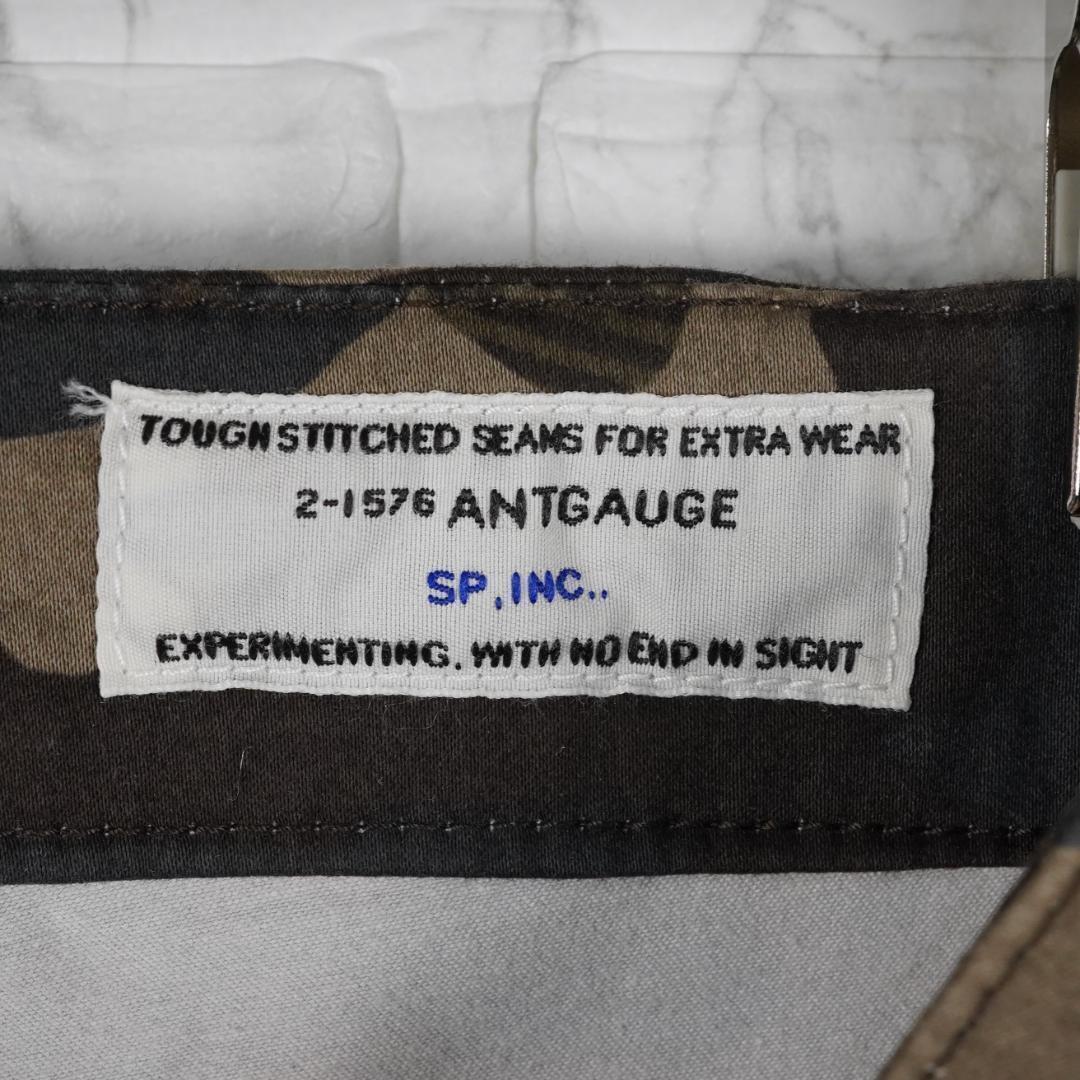 TOUGH STITCHED SEAMS FOR EXTRA WEAR
2-1576 ANTGAUGE
SP, INC..
EXPERIMENTING. WITH NO END IN SIGHT